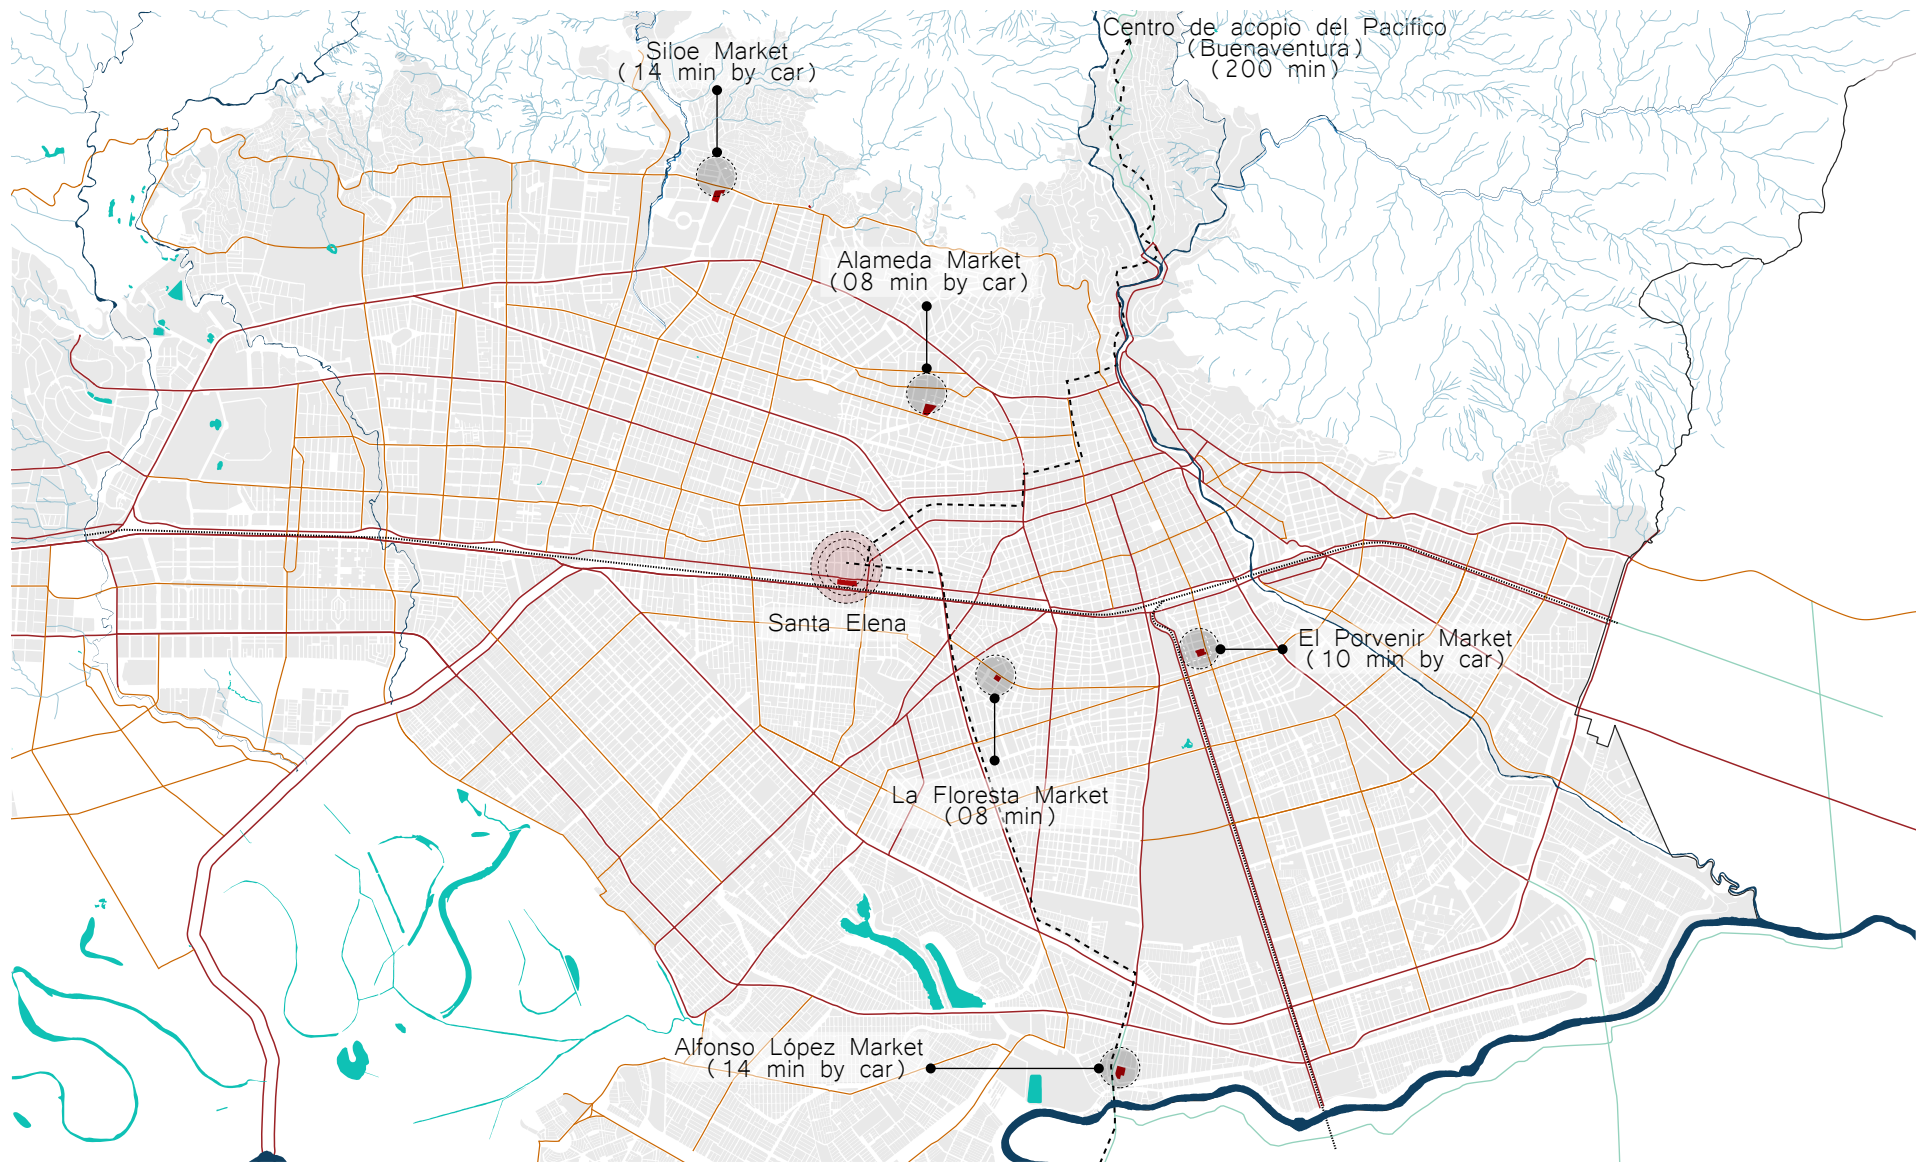 Centro de acopio del Pacifico
(Buenaventura)
(200 min)
Siloe Market
(14 min by car)
Alameda Market
(08 min by car)
Santa Elena
El Porvenir Market
(10 min by car)
La Floresta Market
(08 min)
Alfonso López Market
(14 min by car)